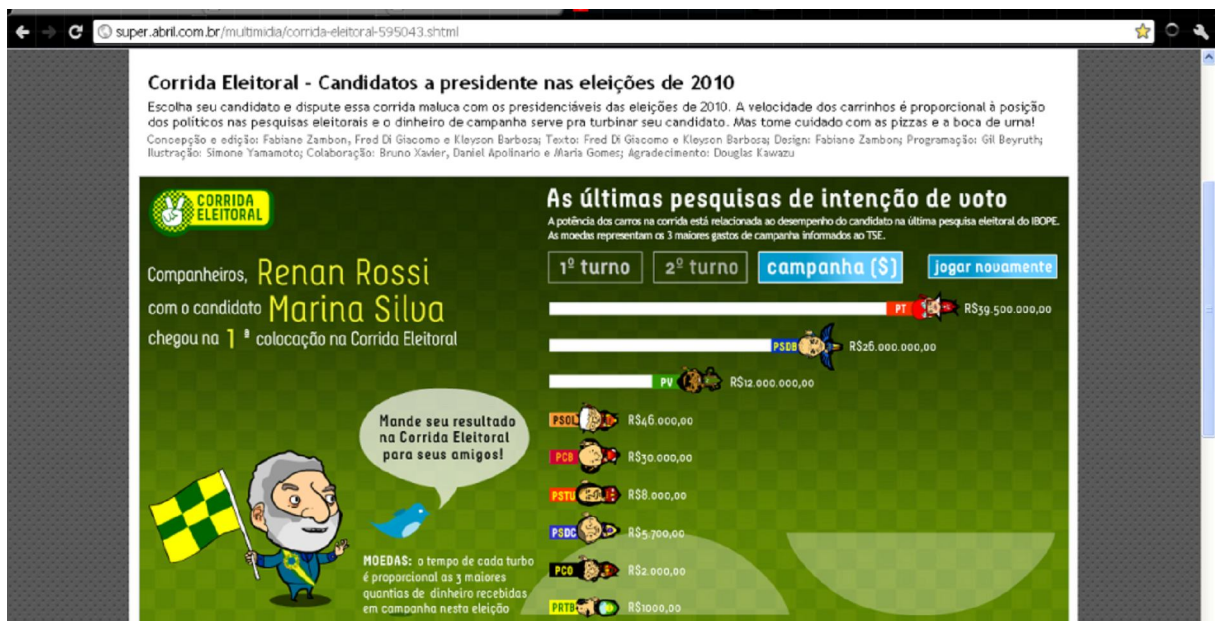 super.abril.com.br/multimidia/corrida-eleitoral-595043.shtml
Corrida Eleitoral - Candidatos a presidente nas eleições de 2010
Escolha seu candidato e dispute essa corrida maluca com os presidenciáveis das eleições de 2010. A velocidade dos carrinhos é proporcional à posição
dos políticos nas pesquisas eleitorais e o dinheiro de campanha serve pra turbinar seu candidato. Mas tome cuidado com as pizzas e a boca de urna!
Concepção e edição: Fabiane Zambon, Fred Di Giacomo e Kleyson Barbosa; Texto: Fred Di Giacomo e Kleyson Barbosa; Design: Fabiane Zambon; Programação: Gil Beyruth;
Ilustração: Simone Yamamoto; Colaboração: Bruno Xavier, Daniel Apolinario e Maria Gomes; Agradecimento: Douglas Kawazu
CORRIDA
ELEITORAL
Companheiros, Renan Rossi
com o candidato Marina Silva
chegou na 1ª colocação na Corrida Eleitoral
Mande seu resultado
na Corrida Eleitoral
para seus amigos!
MOEDAS: o tempo de cada turbo
é proporcional as 3 maiores
quantias de dinheiro recebidas
em campanha nesta eleição
As últimas pesquisas de intenção de voto
A potência dos carros na corrida está relacionada ao desempenho do candidato na última pesquisa eleitoral do IBOPE.
As moedas representam os 3 maiores gastos de campanha informados ao TSE.
1º turno 2º turno campanha ($) jogar novamente
PT R$39.500.000,00
PSDB R$26.000.000,00
PV R$12.000.000,00
PSOL R$46.000,00
PCB R$30.000,00
PSTU R$8.000,00
PSDC R$5.700,00
PCO R$2.000,00
PRTB R$1000,00